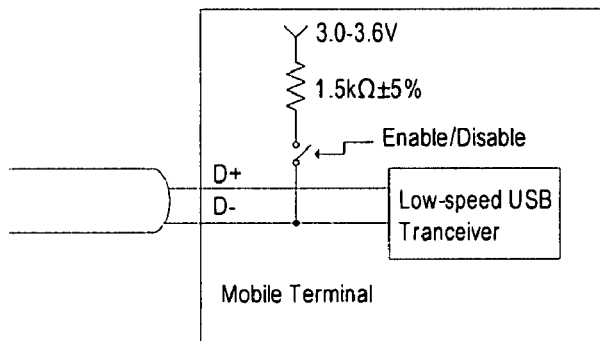 3.0-3.6V
1.5kΩ±5%
Enable/Disable
D+
D-
Low-speed USB
Tranceiver
Mobile Terminal